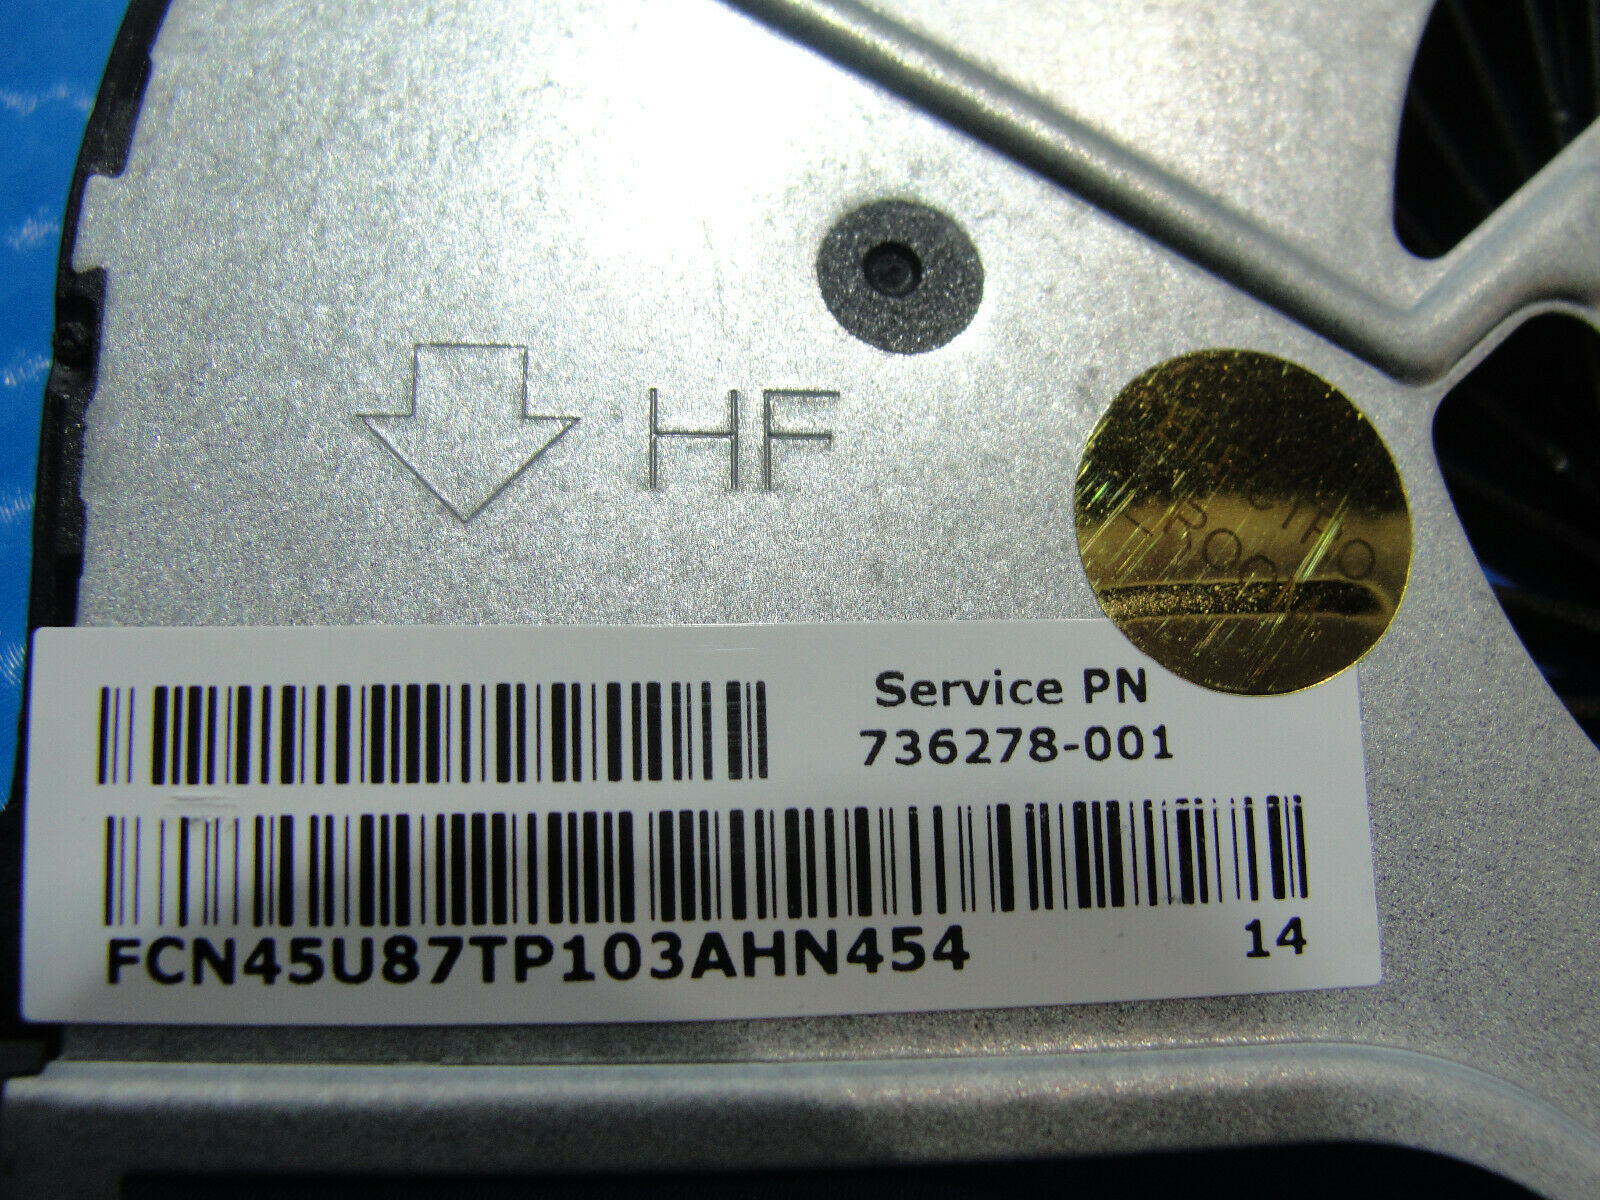 HF
Service PN
736278-001
FCN45U87TP103AHN454
14